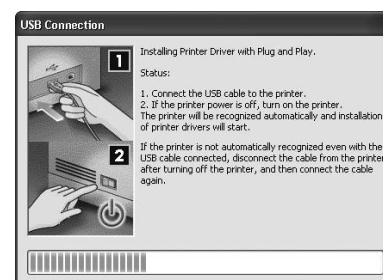 USB Connection
1
Installing Printer Driver with Plug and Play.
Status:
1. Connect the USB cable to the printer.
2. If the printer power is off, turn on the printer.
The printer will be recognized automatically and installation
of printer drivers will start.
2
If the printer is not automatically recognized even with the
USB cable connected, disconnect the cable from the printer
after turning off the printer, and then connect the cable
again.